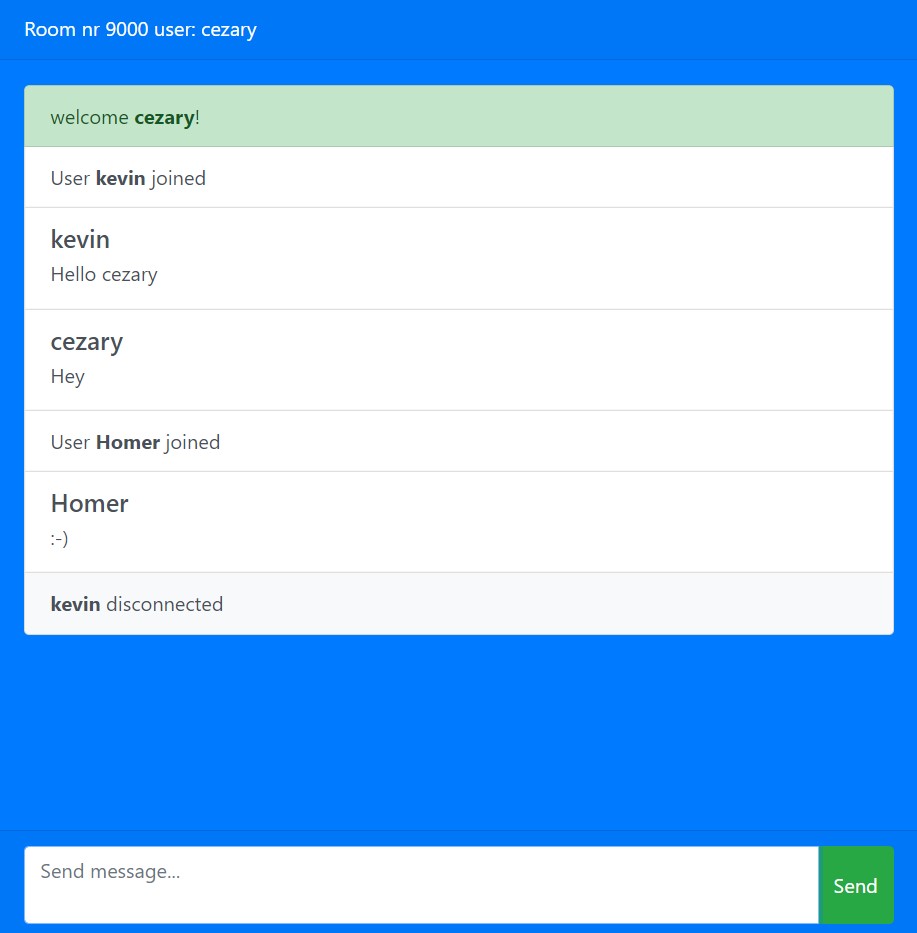 Room nr 9000 user: cezary
welcome cezary!
User kevin joined
kevin
Hello cezary
cezary
Hey
User Homer joined
Homer
:-)
kevin disconnected
Send message...
Send